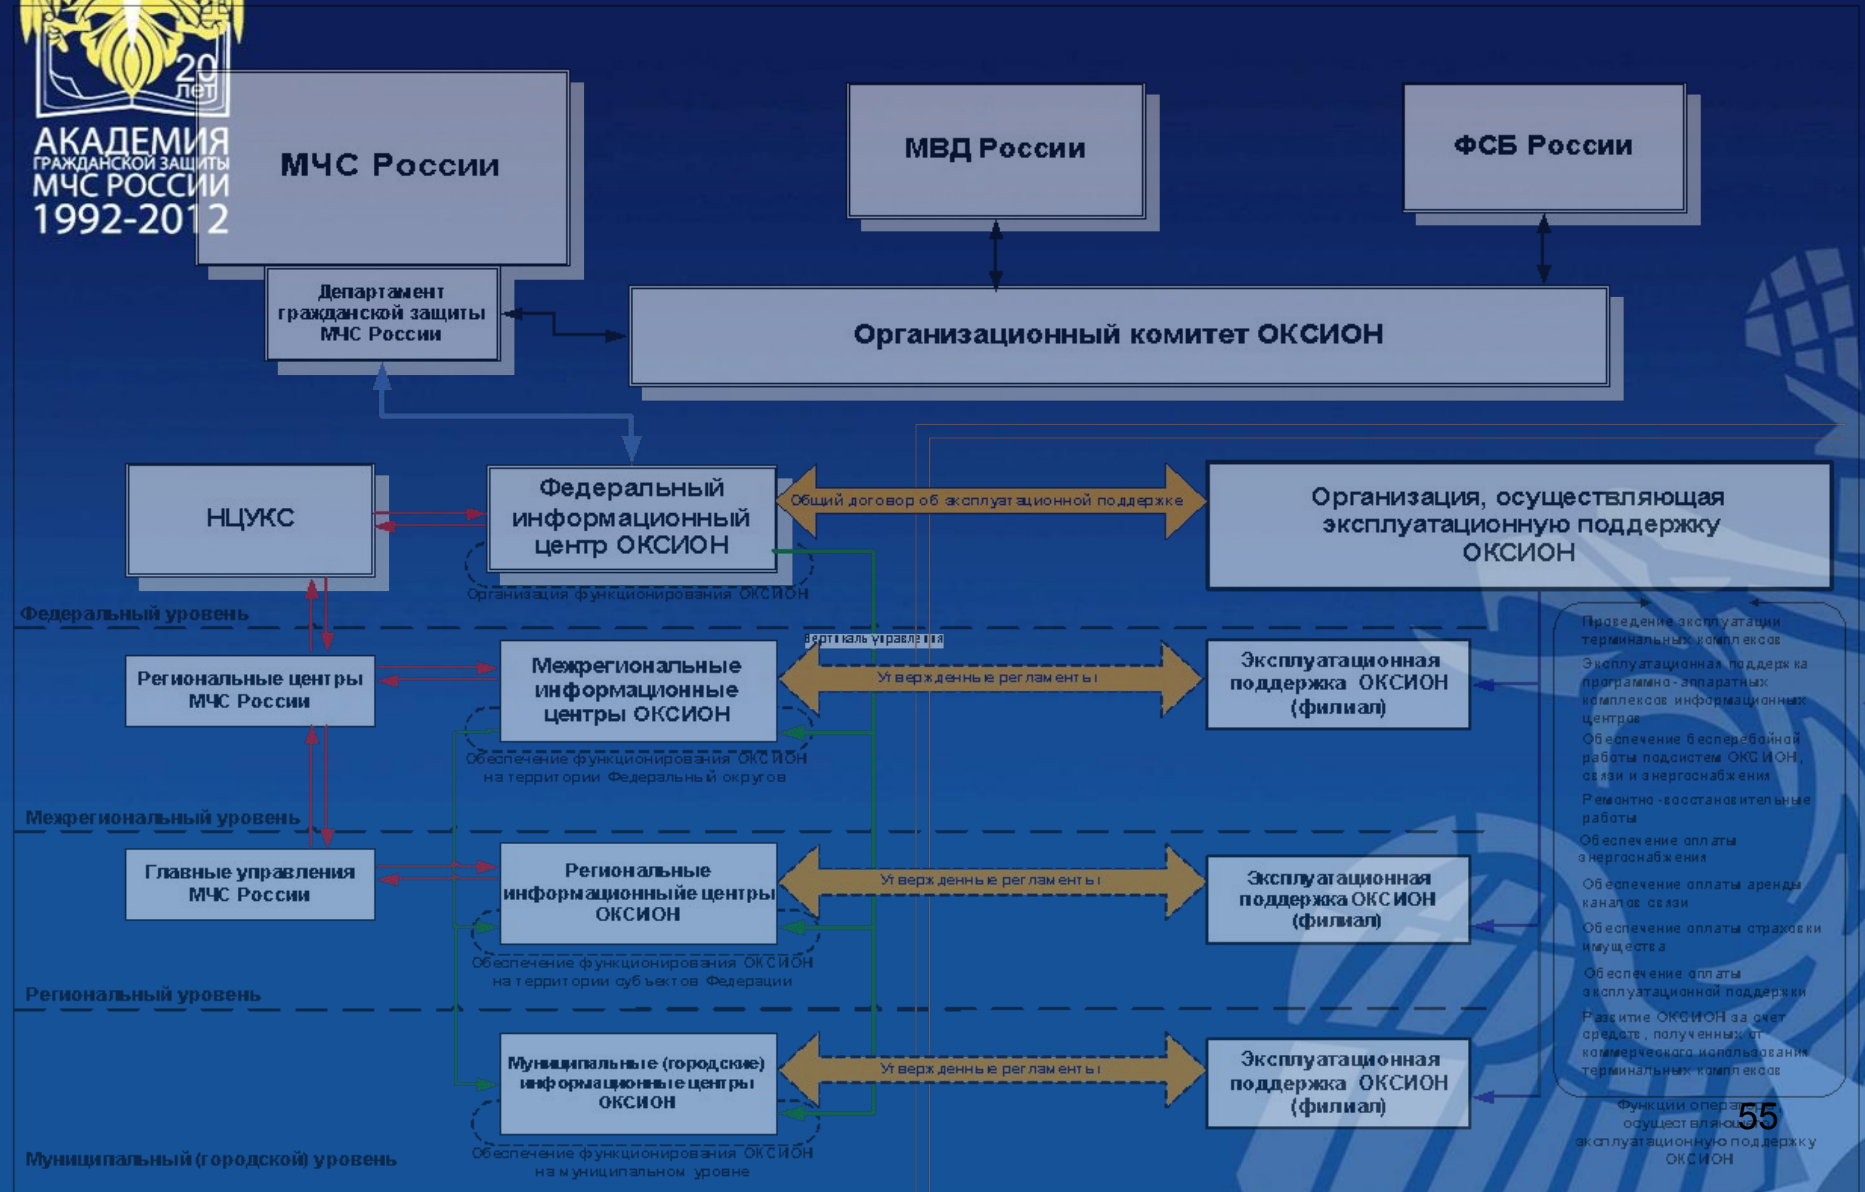 20
лет
АКАДЕМИЯ
ГРАЖДАНСКОЙ ЗАЩИТЫ
МЧС РОССИИ
1992-2012
МЧС России
МВД России
ФСБ России
Департамент
гражданской защиты
МЧС России
Организационный комитет ОКСИОН
НЦУКС
Федеральный
информационный
центр ОКСИОН
Общий договор об эксплуатационной поддержке
Организация, осуществляющая
эксплуатационную поддержку
ОКСИОН
Организация функционирования ОКСИОН
Федеральный уровень
Вертикаль управления
Региональные центры
МЧС России
Межрегиональные
информационные
центры ОКСИОН
Утвержденные регламенты
Эксплуатационная
поддержка ОКСИОН
(филиал)
Обеспечение функционирования ОКСИОН
на территории Федеральный округов
Межрегиональный уровень
Главные управления
МЧС России
Региональные
информационныйе центры
ОКСИОН
Утвержденные регламенты
Эксплуатационная
поддержка ОКСИОН
(филиал)
Обеспечение функционирования ОКСИОН
на территории субъектов Федерации
Региональный уровень
Муниципальные (городские)
информационные центры
ОКСИОН
Утвержденные регламенты
Эксплуатационная
поддержка ОКСИОН
(филиал)
Обеспечение функционирования ОКСИОН
на муниципальном уровне
Муниципальный (городской) уровень
Проведение эксплуатации
терминальных комплексов
Эксплуатационная поддержка
программно-аппаратных
комплексов информационных
центров
Обеспечение бесперебойной
работы подсистем ОКСИОН,
связи и энергоснабжения
Ремонтно-восстановительные
работы
Обеспечение оплаты
энергоснабжения
Обеспечение оплаты аренды
каналов связи
Обеспечение оплаты страховки
имущества
Обеспечение оплаты
эксплуатационной поддержки
Развитие ОКСИОН за счет
средств, полученных от
коммерческого использования
терминальных комплексов
Функции
эксплуатационную поддержку
ОКСИОН
55